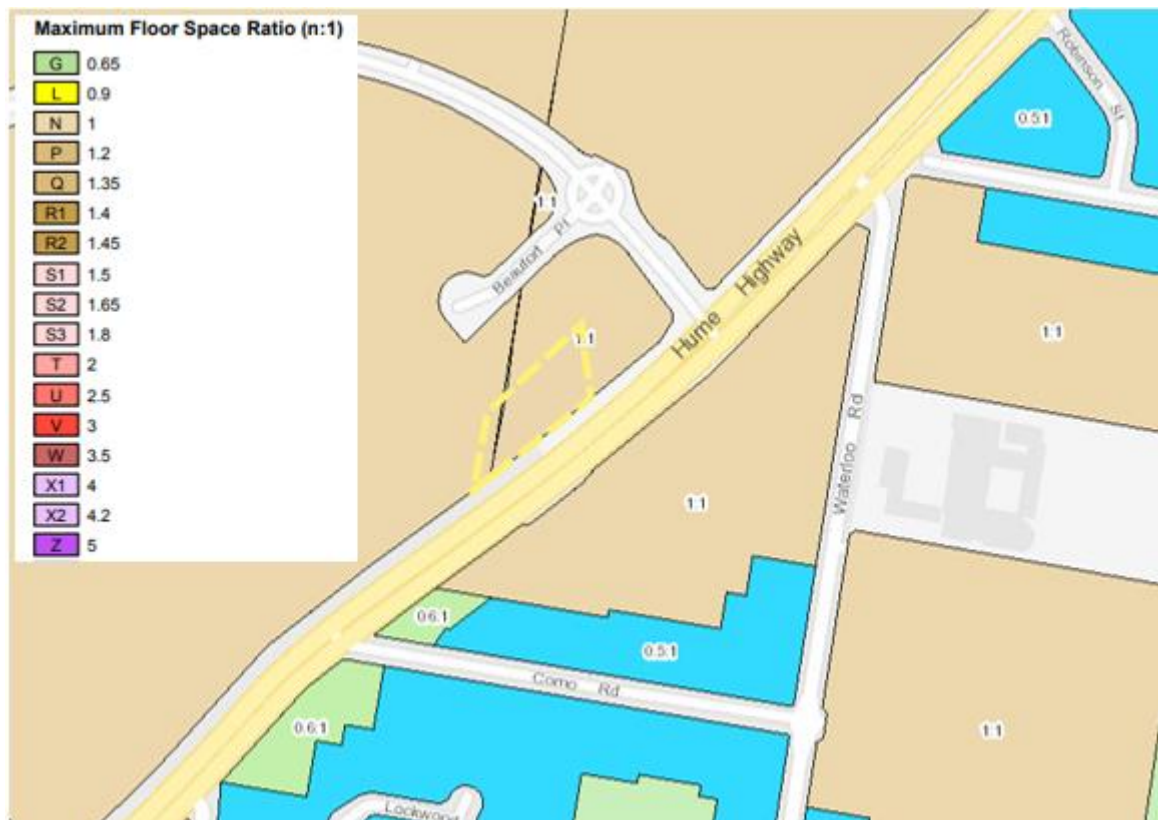 Maximum Floor Space Ratio (n:1)
G 0.65
L 0.9
N 1
P 1.2
Q 1.35
R1 1.4
R2 1.45
S1 1.5
S2 1.65
S3 1.8
T 2
U 2.5
V 3
W 3.5
X1 4
X2 4.2
Z 5
Robinson St
0.5:1
1:1
Beaufort Pl
Hume Highway
1:1
1:1
Waterloo Rd
1:1
0.6:1
0.5:1
Como Rd
0.6:1
1:1
Lockwood